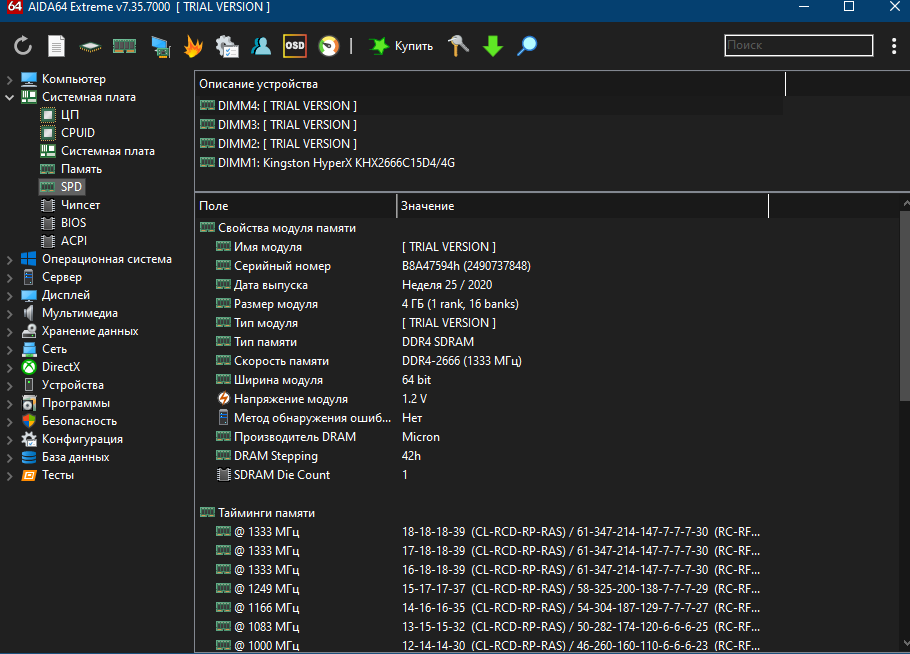 64 AIDA64 Extreme v7.35.7000 [ TRIAL VERSION ]
OSD | Купить Поиск
Компьютер
Системная плата
ЦП
CPUID
Системная плата
Память
SPD
Чипсет
BIOS
ACPI
Операционная система
Сервер
Дисплей
Мультимедиа
Хранение данных
Сеть
DirectX
Устройства
Программы
Безопасность
Конфигурация
База данных
Тесты
Описание устройства
DIMM4: [ TRIAL VERSION ]
DIMM3: [ TRIAL VERSION ]
DIMM2: [ TRIAL VERSION ]
DIMM1: Kingston HyperX KHX2666C15D4/4G
Поле Значение
Свойства модуля памяти
Имя модуля [ TRIAL VERSION ]
Серийный номер B8A47594h (2490737848)
Дата выпуска Неделя 25 / 2020
Размер модуля 4 ГБ (1 rank, 16 banks)
Тип модуля [ TRIAL VERSION ]
Тип памяти DDR4 SDRAM
Скорость памяти DDR4-2666 (1333 МГц)
Ширина модуля 64 bit
Напряжение модуля 1.2 V
Метод обнаружения ошиб... Нет
Производитель DRAM Micron
DRAM Stepping 42h
SDRAM Die Count 1
Тайминги памяти
@ 1333 МГц 18-18-18-39 (CL-RCD-RP-RAS) / 61-347-214-147-7-7-7-30 (RC-RF...
@ 1333 МГц 17-18-18-39 (CL-RCD-RP-RAS) / 61-347-214-147-7-7-7-30 (RC-RF...
@ 1333 МГц 16-18-18-39 (CL-RCD-RP-RAS) / 61-347-214-147-7-7-7-30 (RC-RF...
@ 1249 МГц 15-17-17-37 (CL-RCD-RP-RAS) / 58-325-200-138-7-7-7-29 (RC-RF...
@ 1166 МГц 14-16-16-35 (CL-RCD-RP-RAS) / 54-304-187-129-7-7-7-27 (RC-RF...
@ 1083 МГц 13-15-15-32 (CL-RCD-RP-RAS) / 50-282-174-120-6-6-6-25 (RC-RF...
@ 1000 МГц 12-14-14-30 (CL-RCD-RP-RAS) / 46-260-160-110-6-6-6-23 (RC-RF...